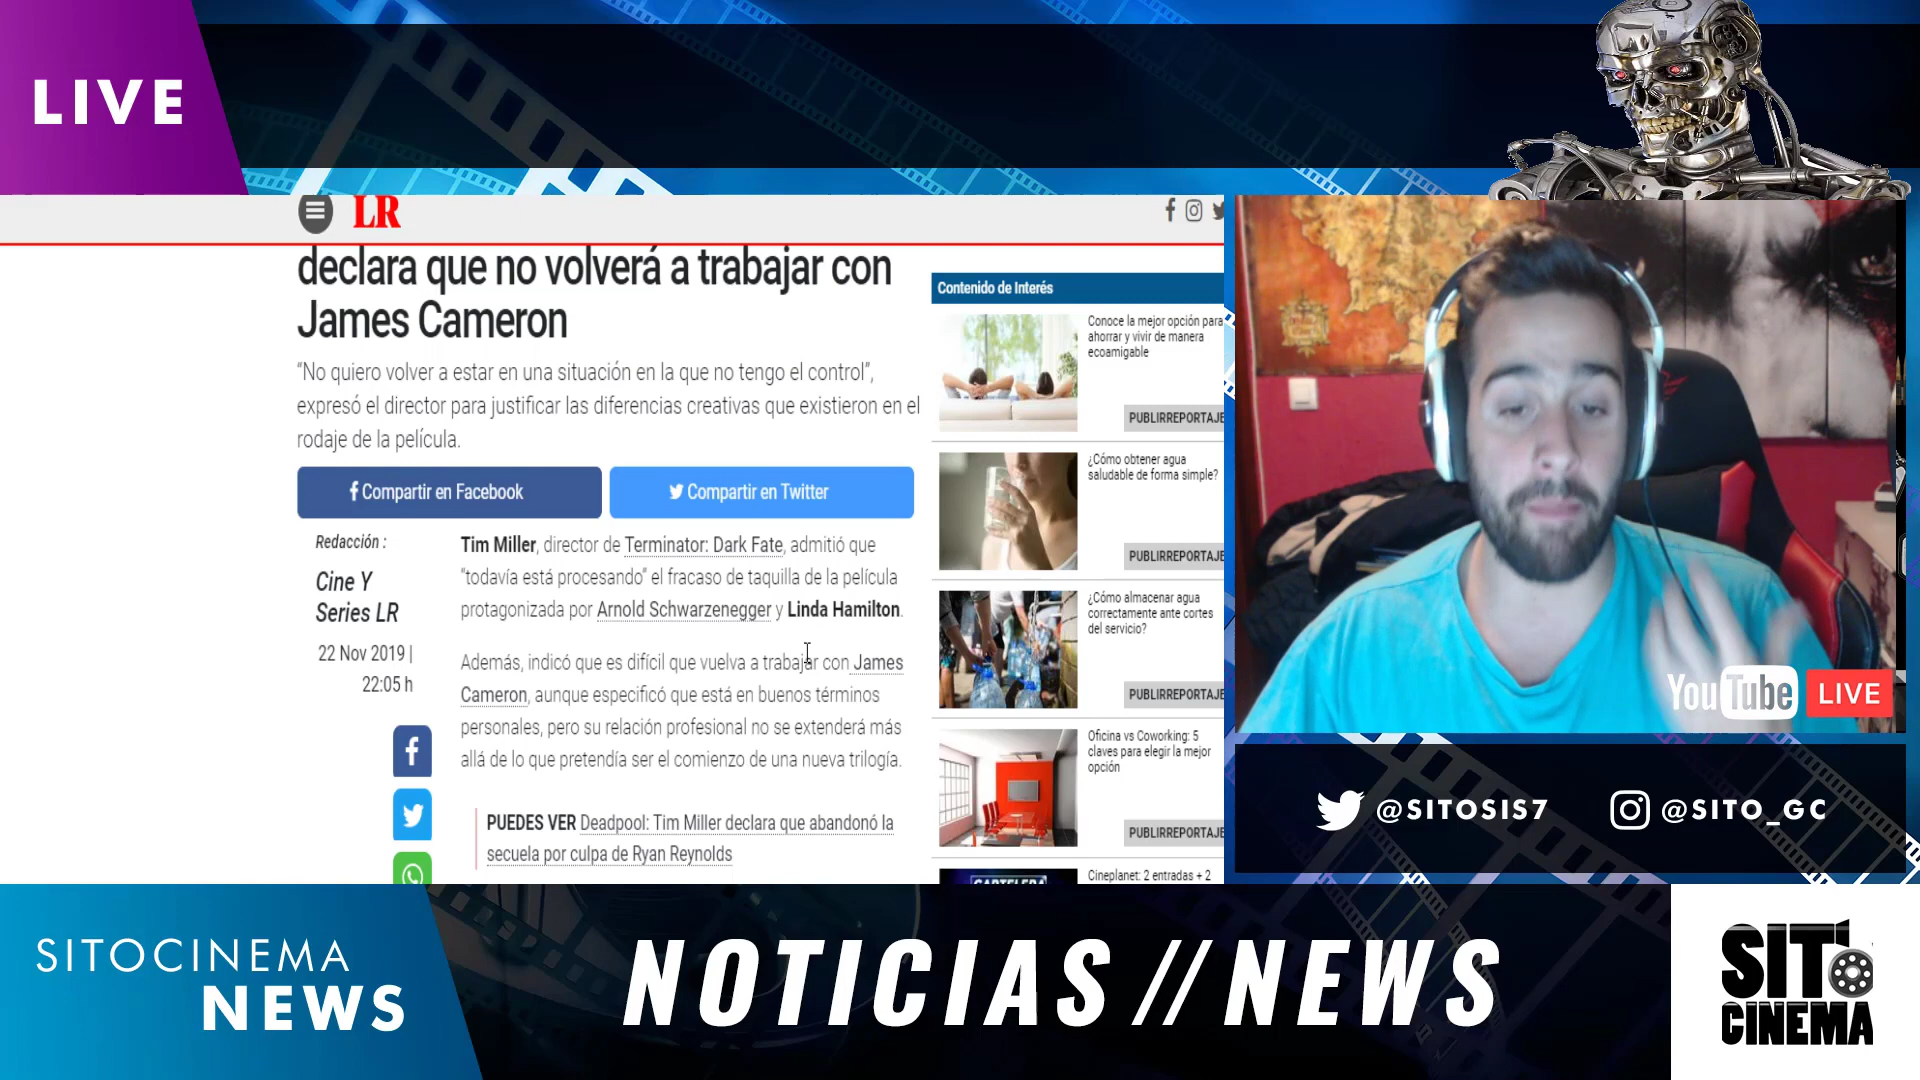 LIVE
LR
declara que no volverá a trabajar con
James Cameron
“No quiero volver a estar en una situación en la que no tengo el control”,
expresó el director para justificar las diferencias creativas que existieron en el
rodaje de la película.
Compartir en Facebook
Compartir en Twitter
Redacción :
Cine Y
Series LR
22 Nov 2019 |
22:05 h
Tim Miller, director de Terminator: Dark Fate, admitió que
“todavía está procesando” el fracaso de taquilla de la película
protagonizada por Arnold Schwarzenegger y Linda Hamilton.
Además, indicó que es difícil que vuelva a trabajar con James
Cameron, aunque especificó que está en buenos términos
personales, pero su relación profesional no se extenderá más
allá de lo que pretendía ser el comienzo de una nueva trilogía.
PUEDES VER Deadpool: Tim Miller declara que abandonó la
secuela por culpa de Ryan Reynolds
Contenido de Interés
Conoce la mejor opción para
ahorrar y vivir de manera
ecoamigable
PUBLIRREPORTAJE
¿Cómo obtener agua
saludable de forma simple?
PUBLIRREPORTAJE
¿Cómo almacenar agua
correctamente ante cortes
del servicio?
PUBLIRREPORTAJE
Oficina vs Coworking: 5
claves para elegir la mejor
opción
PUBLIRREPORTAJE
CARTELERA
Cineplanet: 2 entradas + 2
YouTube LIVE
@SITOSIS7
@SITO_GC
SITOCINEMA
NEWS
NOTICIAS // NEWS
SITO
CINEMA